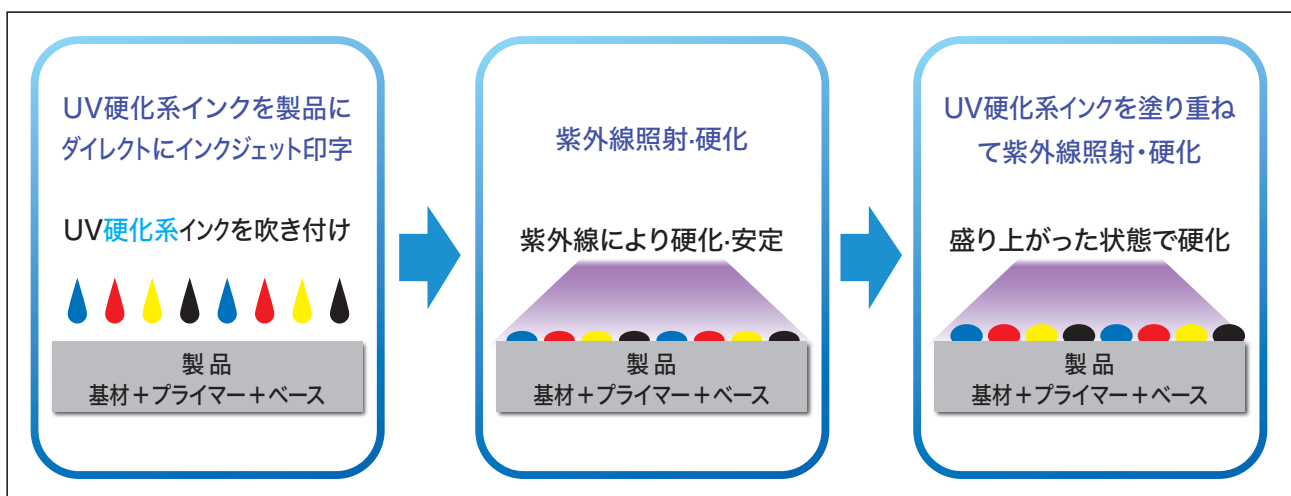 UV硬化系インクを製品に
ダイレクトにインクジェット印字
UV硬化系インクを吹き付け
製品
基材＋プライマー＋ベース
紫外線照射・硬化
紫外線により硬化・安定
製品
基材＋プライマー＋ベース
UV硬化系インクを塗り重ね
て紫外線照射・硬化
盛り上がった状態で硬化
製品
基材＋プライマー＋ベース